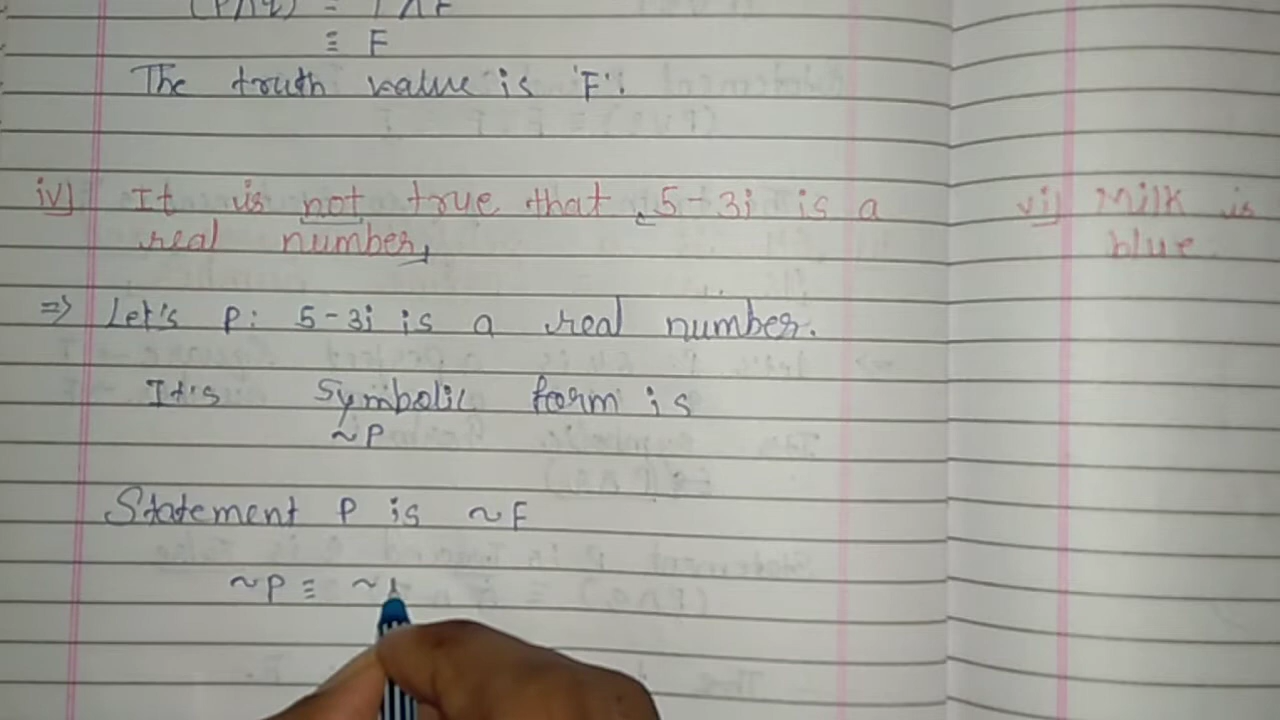 (p∧q) ≡ T∧F
≡ F
The truth value is 'F'.
iv) It is not true that 5-3i is a
real number,
⇒ Let's p: 5-3i is a real number.
It's symbolic form is
~p
Statement p is ~F
~p ≡ ~
vi) Milk is
blue